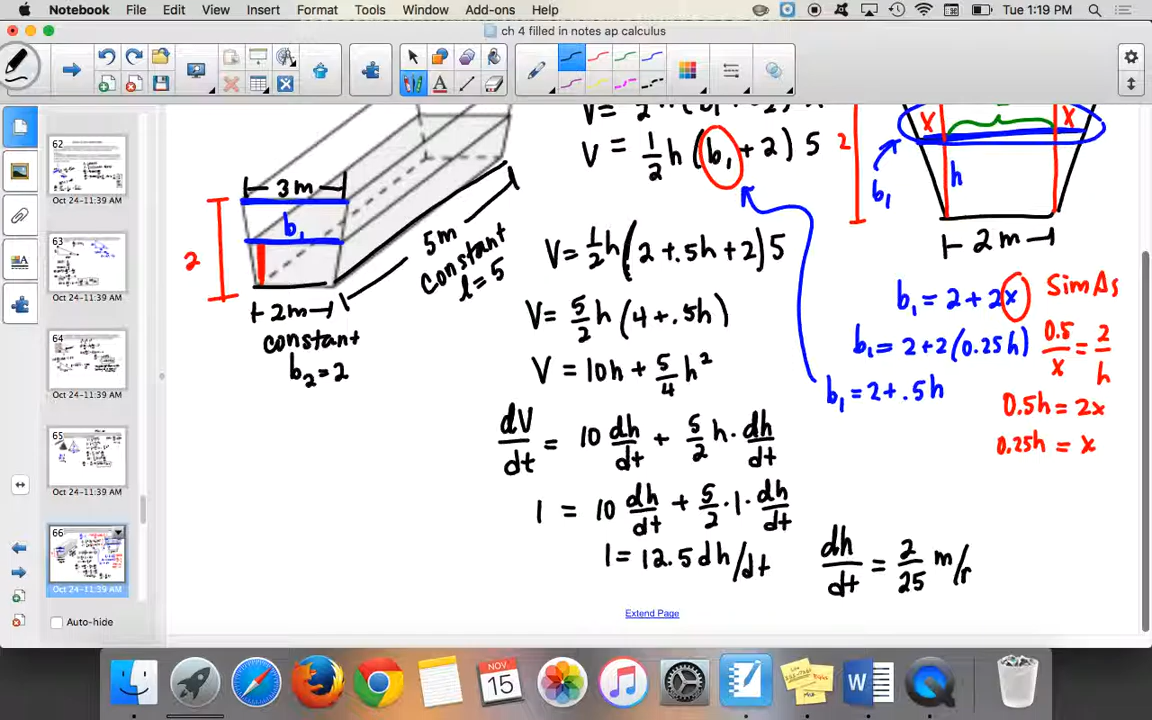 Notebook File Edit View Insert Format Tools Window Add-ons Help Tue 1:19 PM
ch 4 filled in notes ap calculus
62
Oct 24-11:39 AM
63
Oct 24-11:39 AM
64
Oct 24-11:39 AM
65
Oct 24-11:39 AM
66
Oct 24-11:39 AM
Auto-hide
3m
b₁
2
2m
constant
b₂=2
5m
constant
l=5
V = 1/2 h (b₁ + 2) 5
V = 1/2 h (2 + .5h + 2) 5
V = 5/2 h (4 + .5h)
V = 10h + 5/4 h²
dV/dt = 10 dh/dt + 5/2 h · dh/dt
1 = 10 dh/dt + 5/2 · 1 · dh/dt
1 = 12.5 dh/dt
dh/dt = 2/25 m/r
x x
2
h
b₁
2m
b₁ = 2 + 2x
b₁ = 2 + 2(0.25h)
b₁ = 2 + .5h
Sim Δs
0.5/x = 2/h
0.5h = 2x
0.25h = x
Extend Page
NOV
15
W